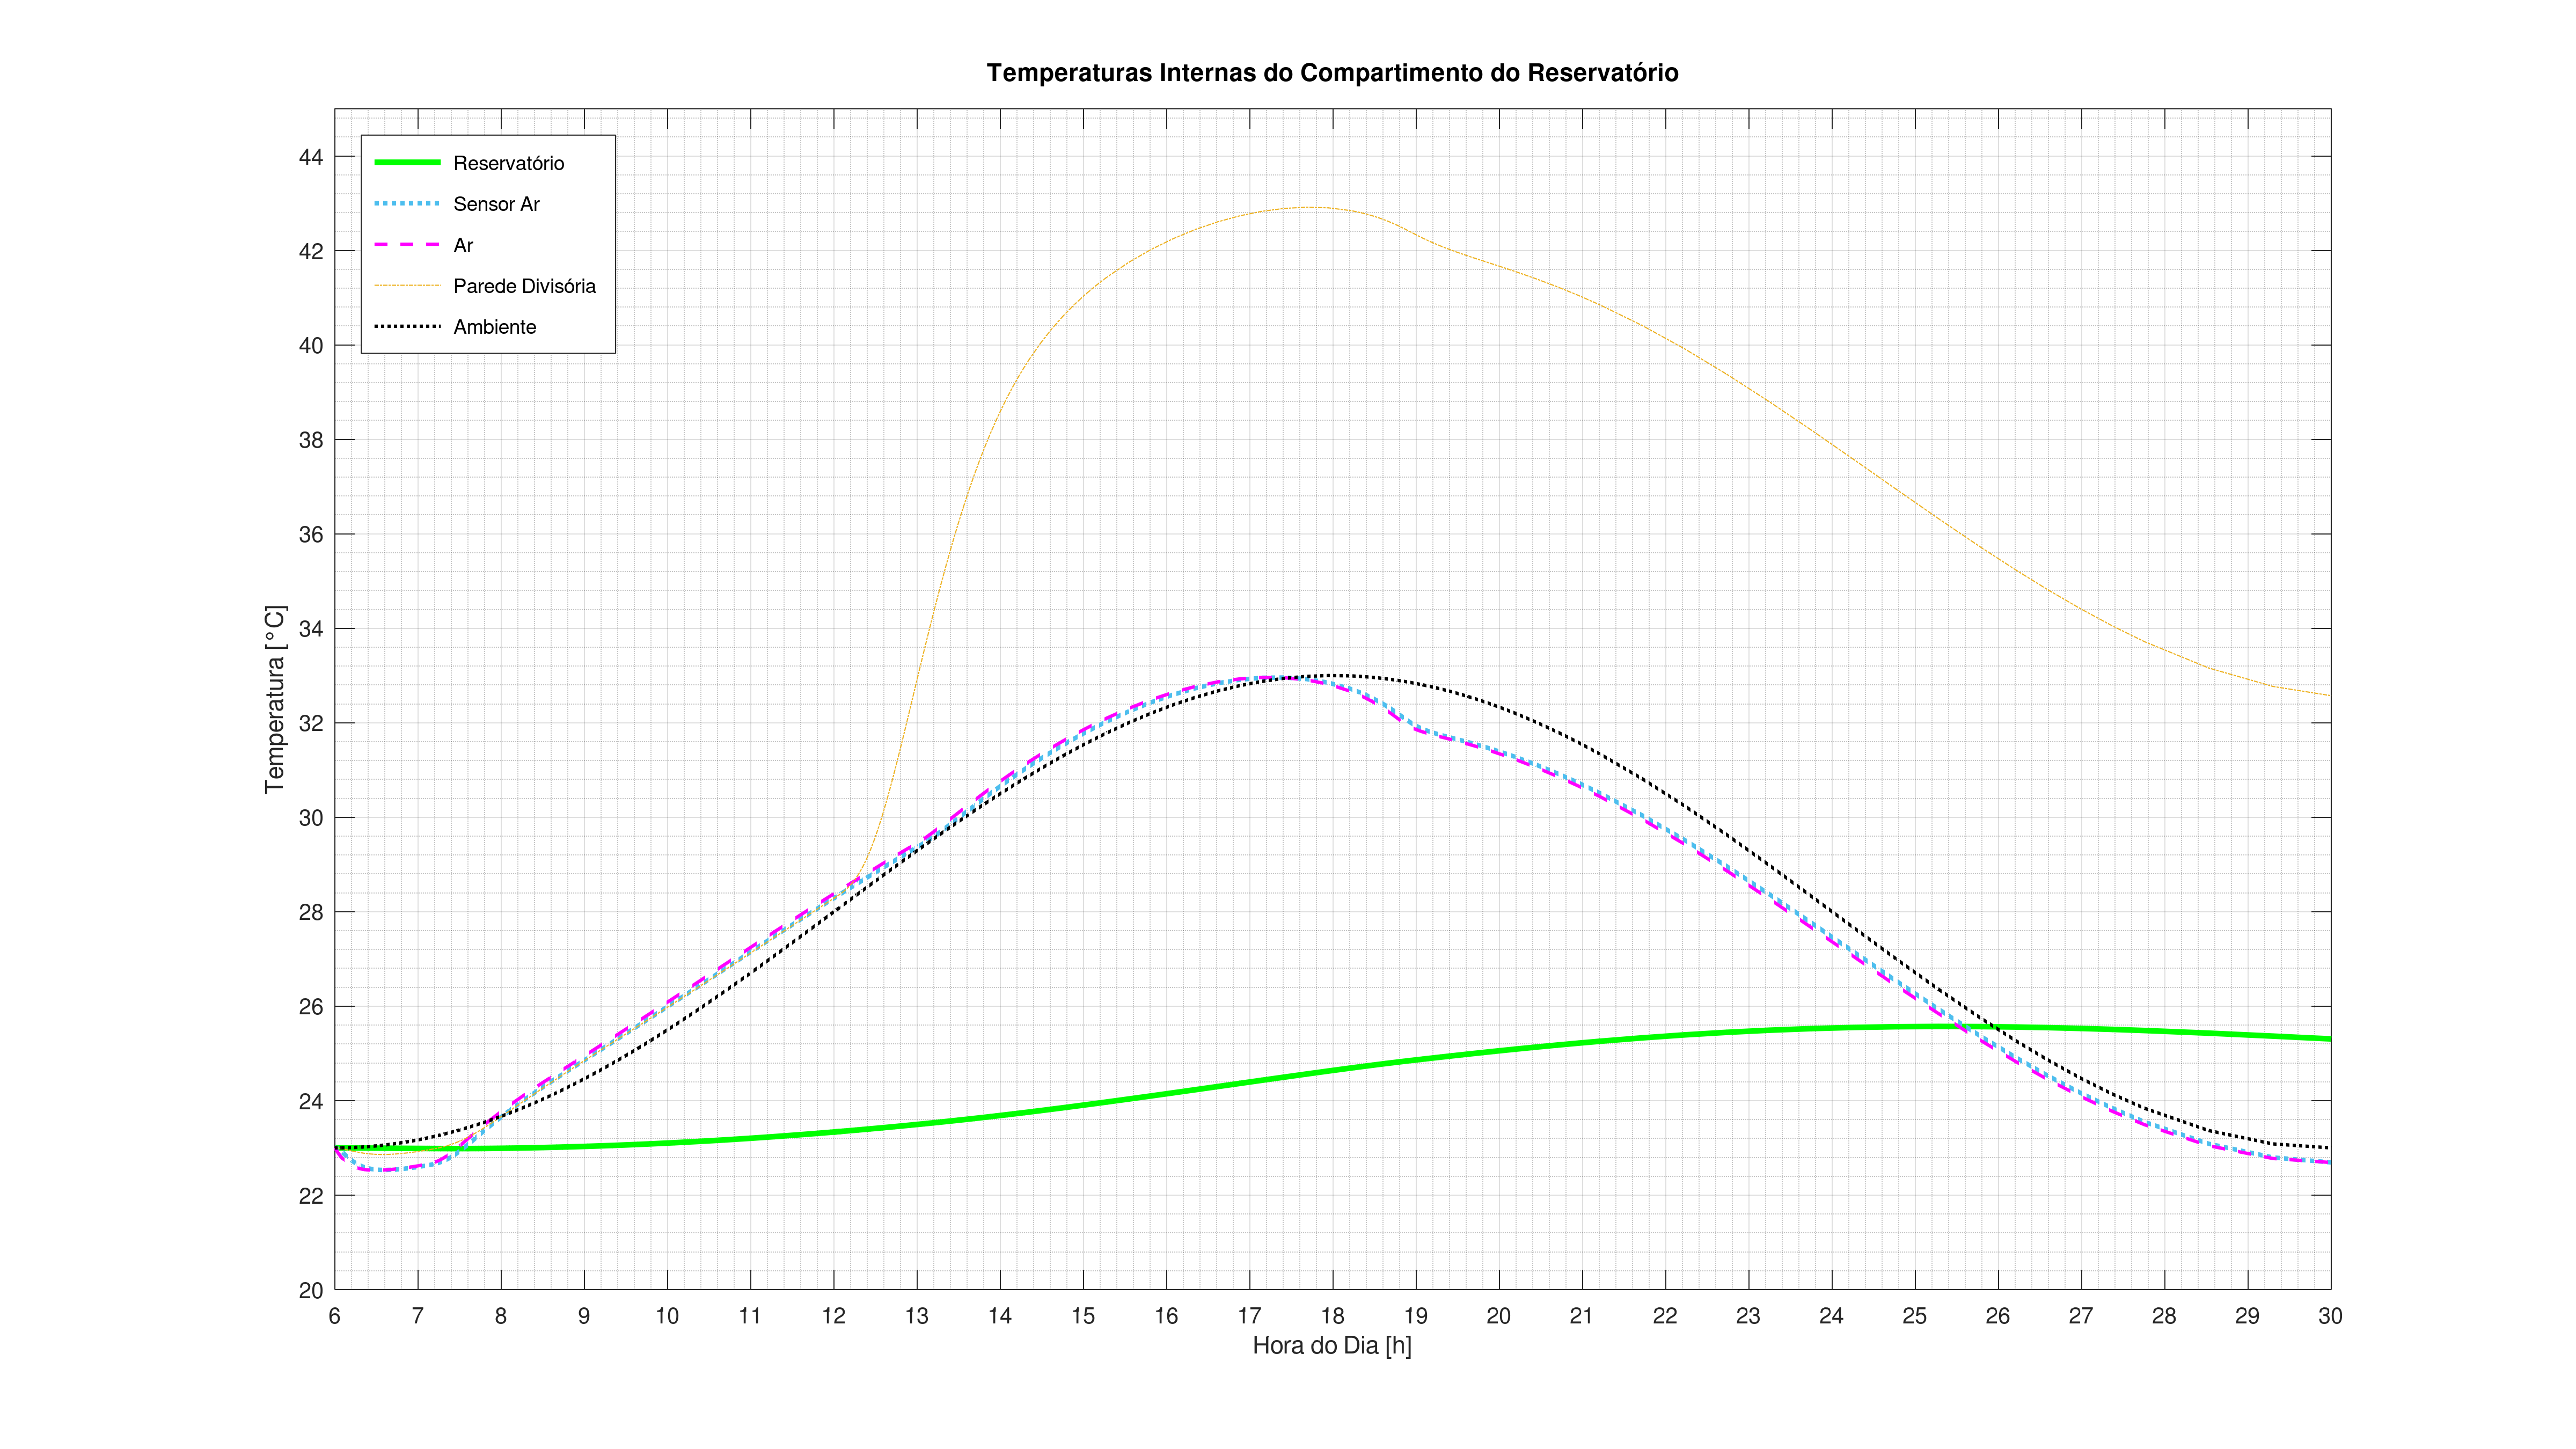 Temperaturas Internas do Compartimento do Reservatório
Reservatório
Sensor Ar
Ar
Parede Divisória
Ambiente
44
42
40
38
36
34
32
30
28
26
24
22
20
Temperatura [°C]
6 7 8 9 10 11 12 13 14 15 16 17 18 19 20 21 22 23 24 25 26 27 28 29 30
Hora do Dia [h]